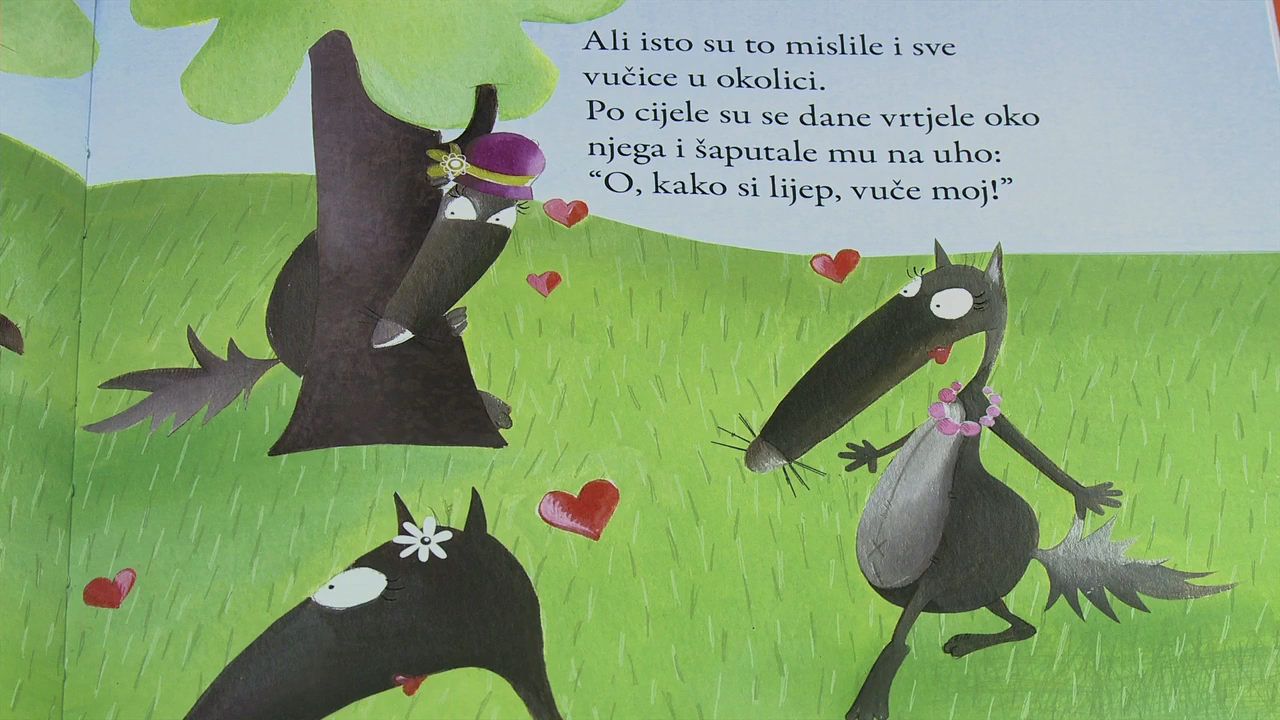 Ali isto su to mislile i sve
vučice u okolici.
Po cijele su se dane vrtjele oko
njega i šaputale mu na uho:
“O, kako si lijep, vuče moj!”